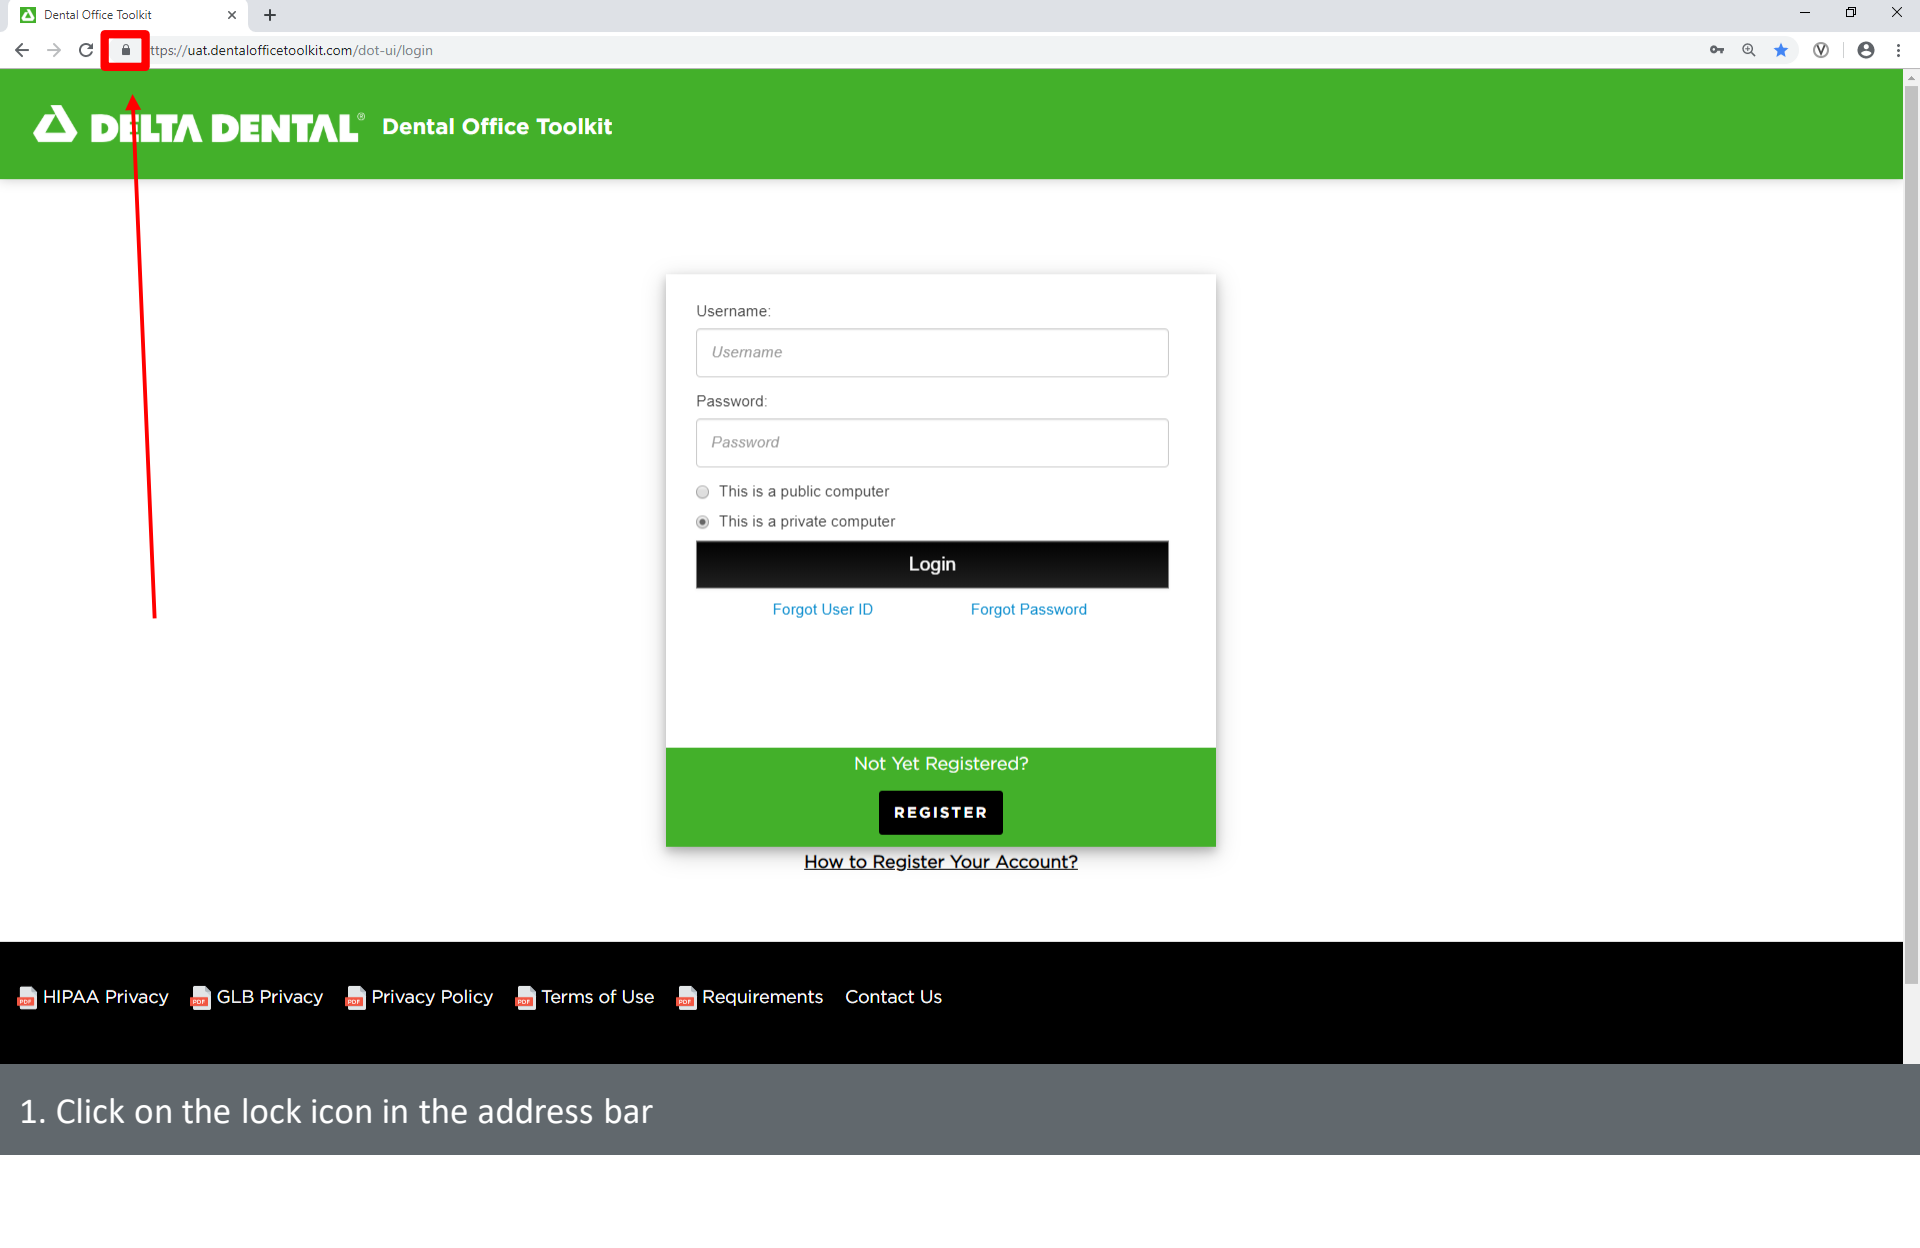 Dental Office Toolkit
ttps://uat.dentalofficetoolkit.com/dot-ui/login
DELTA DENTAL® Dental Office Toolkit
Username:
Username
Password:
Password
This is a public computer
This is a private computer
Login
Forgot User ID Forgot Password
Not Yet Registered?
REGISTER
How to Register Your Account?
HIPAA Privacy GLB Privacy Privacy Policy Terms of Use Requirements Contact Us
1. Click on the lock icon in the address bar